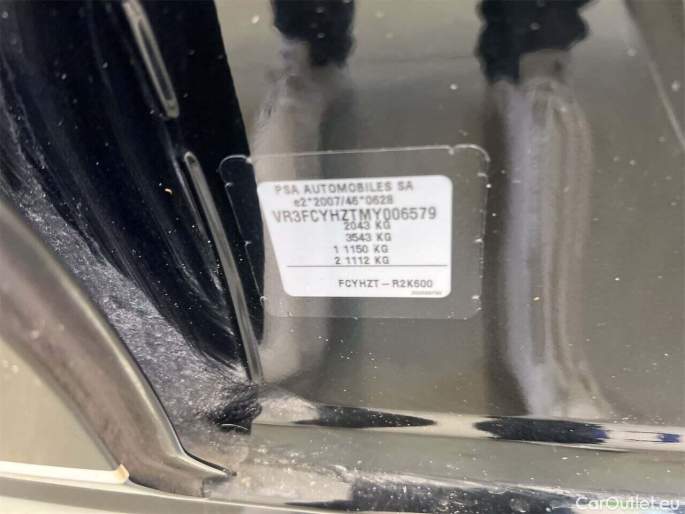 PSA AUTOMOBILES SA
e2*2007/46*0628
VR3FCYHZTMY006579
2043 KG
3543 KG
1 1150 KG
2 1112 KG
FCYHZT-R2K600
CarOutlet.eu